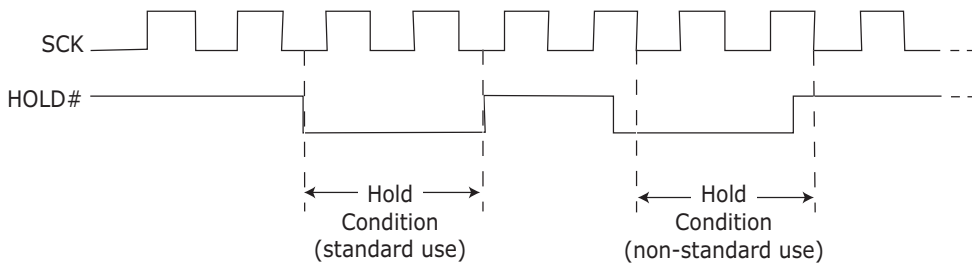 SCK
HOLD#
Hold
Condition
(standard use)
Hold
Condition
(non-standard use)